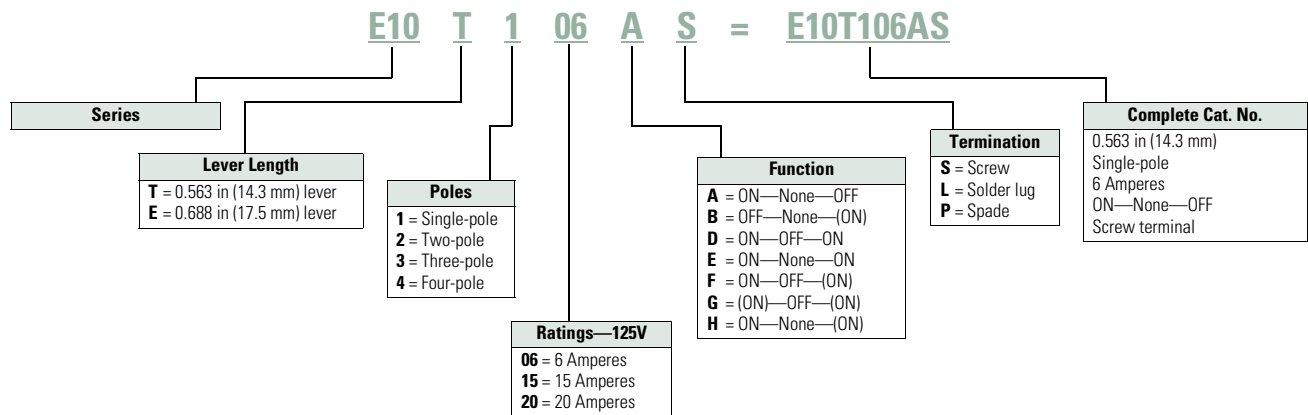 E10 T 1 06 A S = E10T106AS
Series
Lever Length
T = 0.563 in (14.3 mm) lever
E = 0.688 in (17.5 mm) lever
Poles
1 = Single-pole
2 = Two-pole
3 = Three-pole
4 = Four-pole
Ratings—125V
06 = 6 Amperes
15 = 15 Amperes
20 = 20 Amperes
Function
A = ON—None—OFF
B = OFF—None—(ON)
D = ON—OFF—ON
E = ON—None—ON
F = ON—OFF—(ON)
G = (ON)—OFF—(ON)
H = ON—None—(ON)
Termination
S = Screw
L = Solder lug
P = Spade
Complete Cat. No.
0.563 in (14.3 mm)
Single-pole
6 Amperes
ON—None—OFF
Screw terminal